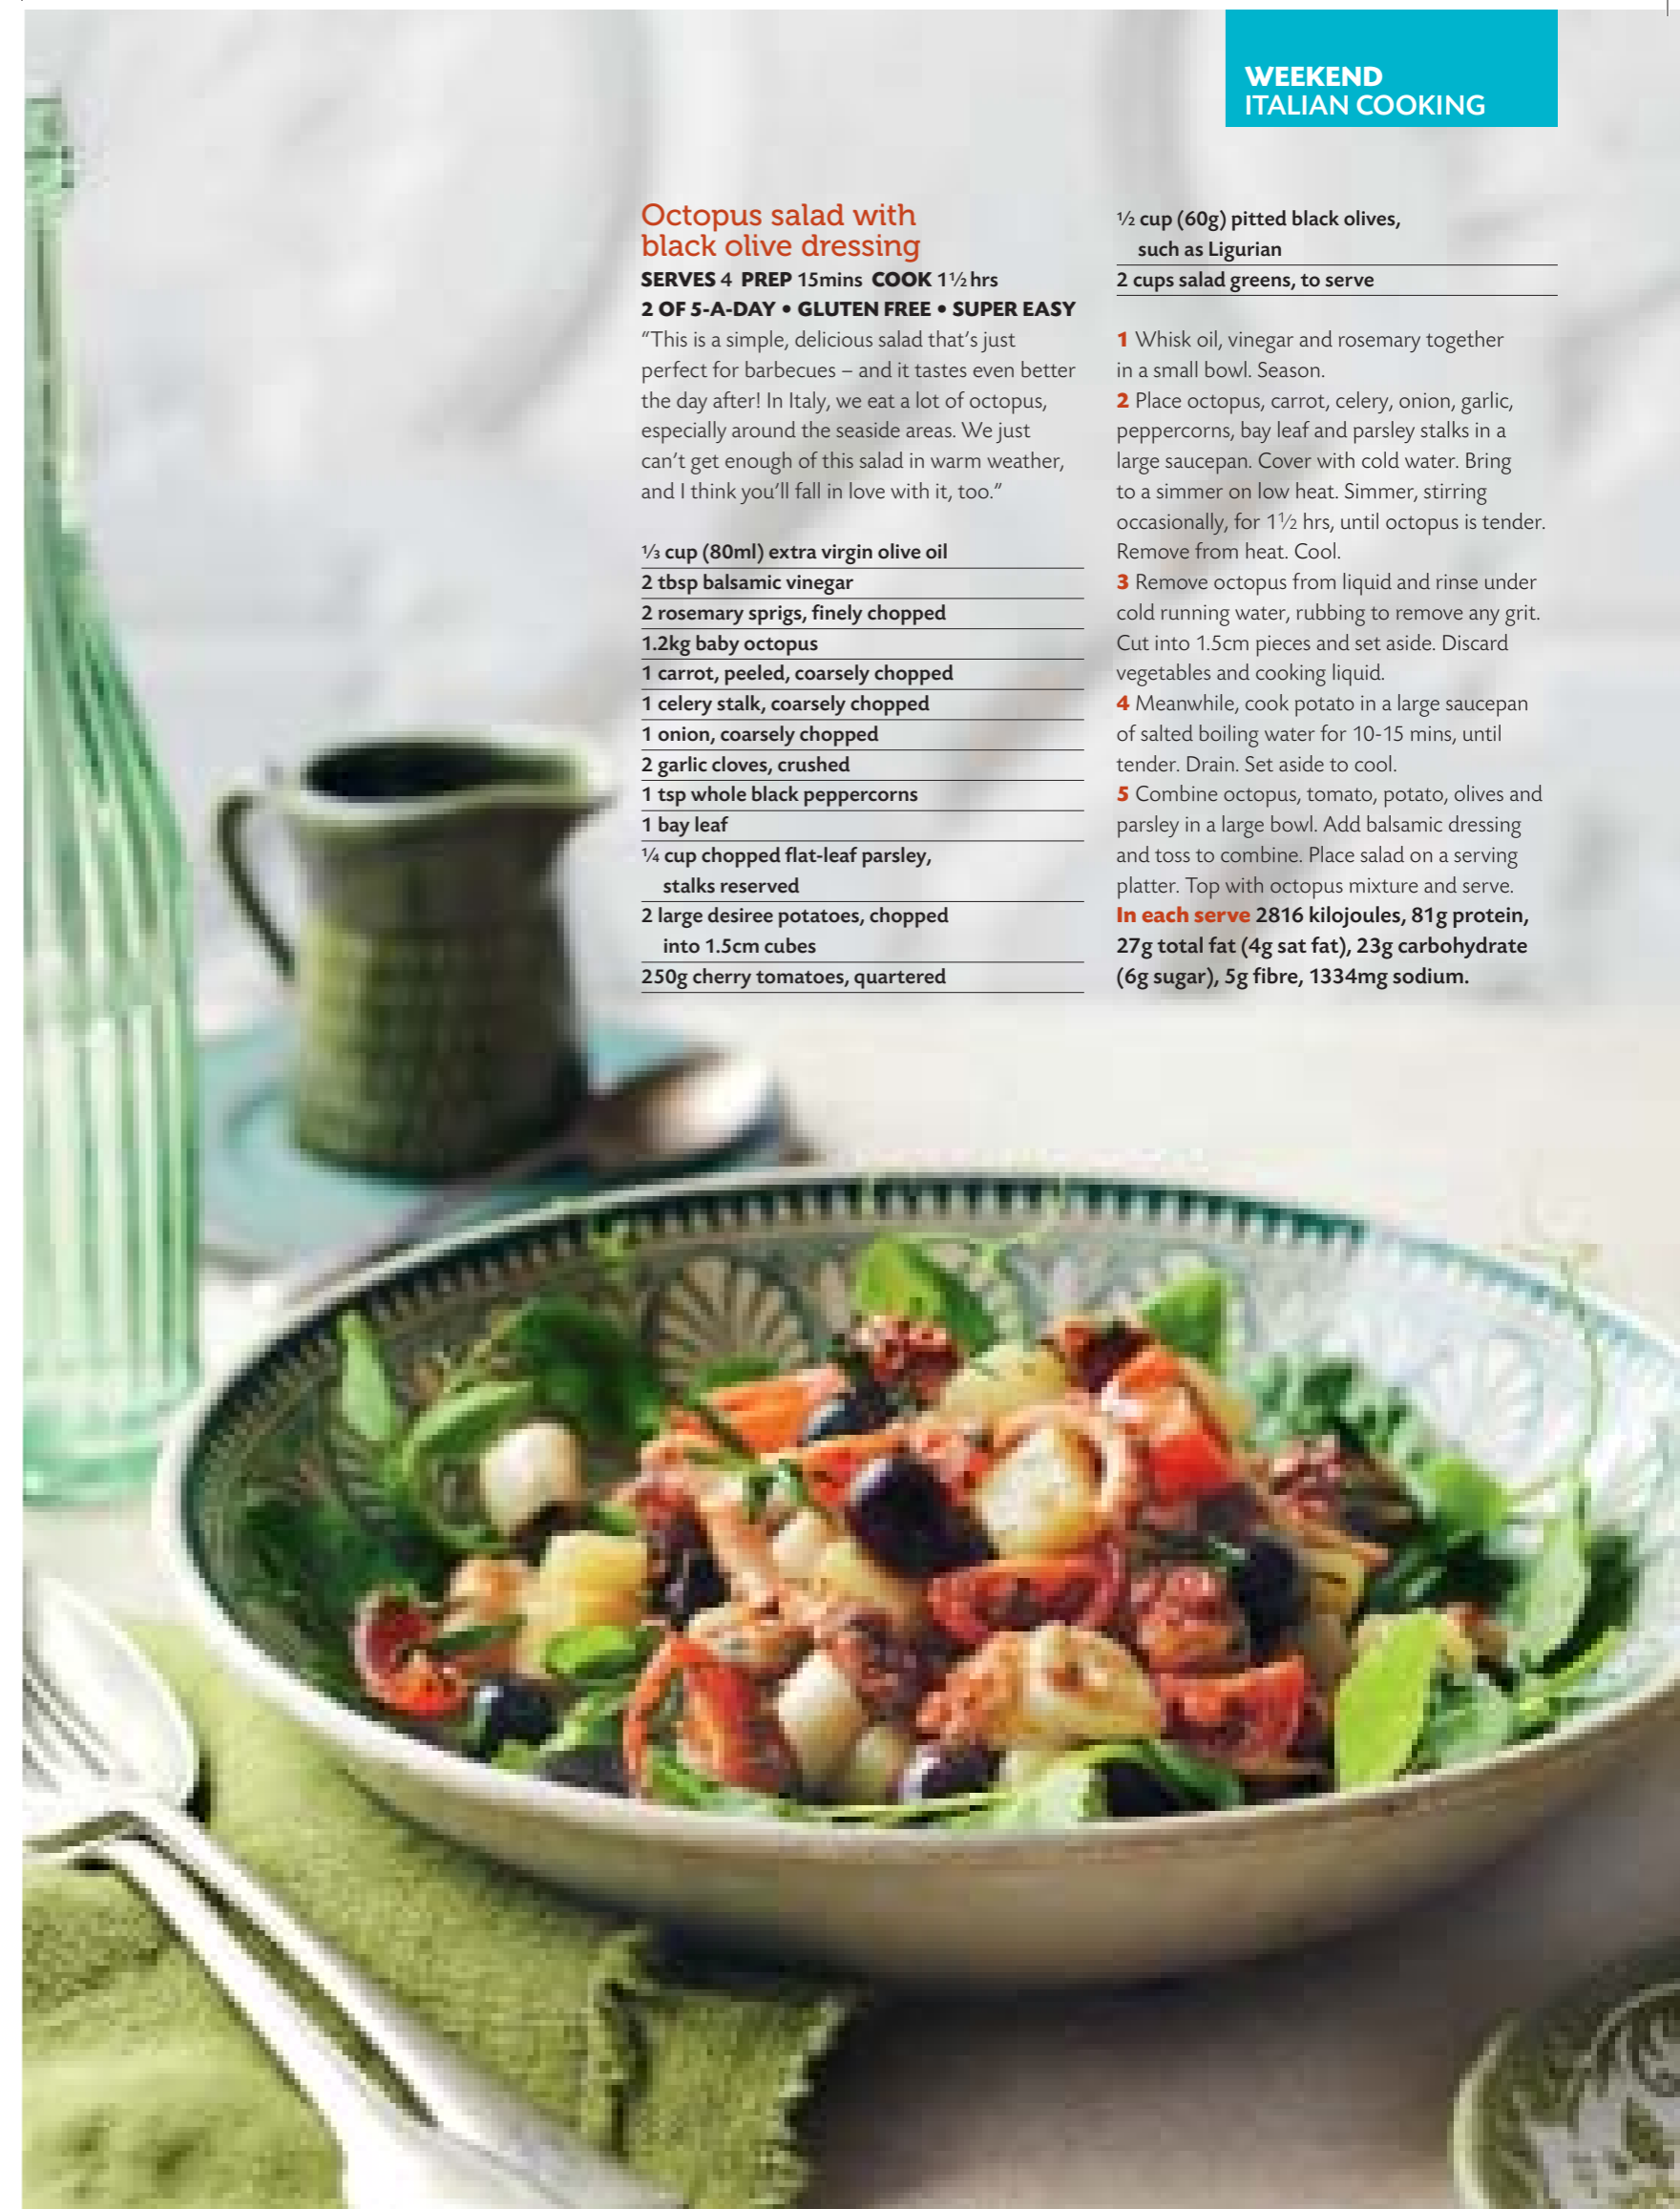 WEEKEND
ITALIAN COOKING
Octopus salad with
black olive dressing
SERVES 4 PREP 15mins COOK 1½ hrs
2 OF 5-A-DAY • GLUTEN FREE • SUPER EASY
"This is a simple, delicious salad that's just
perfect for barbecues – and it tastes even better
the day after! In Italy, we eat a lot of octopus,
especially around the seaside areas. We just
can't get enough of this salad in warm weather,
and I think you'll fall in love with it, too."
⅓ cup (80ml) extra virgin olive oil
2 tbsp balsamic vinegar
2 rosemary sprigs, finely chopped
1.2kg baby octopus
1 carrot, peeled, coarsely chopped
1 celery stalk, coarsely chopped
1 onion, coarsely chopped
2 garlic cloves, crushed
1 tsp whole black peppercorns
1 bay leaf
¼ cup chopped flat-leaf parsley,
stalks reserved
2 large desiree potatoes, chopped
into 1.5cm cubes
250g cherry tomatoes, quartered
½ cup (60g) pitted black olives,
such as Ligurian
2 cups salad greens, to serve
1 Whisk oil, vinegar and rosemary together
in a small bowl. Season.
2 Place octopus, carrot, celery, onion, garlic,
peppercorns, bay leaf and parsley stalks in a
large saucepan. Cover with cold water. Bring
to a simmer on low heat. Simmer, stirring
occasionally, for 1½ hrs, until octopus is tender.
Remove from heat. Cool.
3 Remove octopus from liquid and rinse under
cold running water, rubbing to remove any grit.
Cut into 1.5cm pieces and set aside. Discard
vegetables and cooking liquid.
4 Meanwhile, cook potato in a large saucepan
of salted boiling water for 10-15 mins, until
tender. Drain. Set aside to cool.
5 Combine octopus, tomato, potato, olives and
parsley in a large bowl. Add balsamic dressing
and toss to combine. Place salad on a serving
platter. Top with octopus mixture and serve.
In each serve 2816 kilojoules, 81g protein,
27g total fat (4g sat fat), 23g carbohydrate
(6g sugar), 5g fibre, 1334mg sodium.